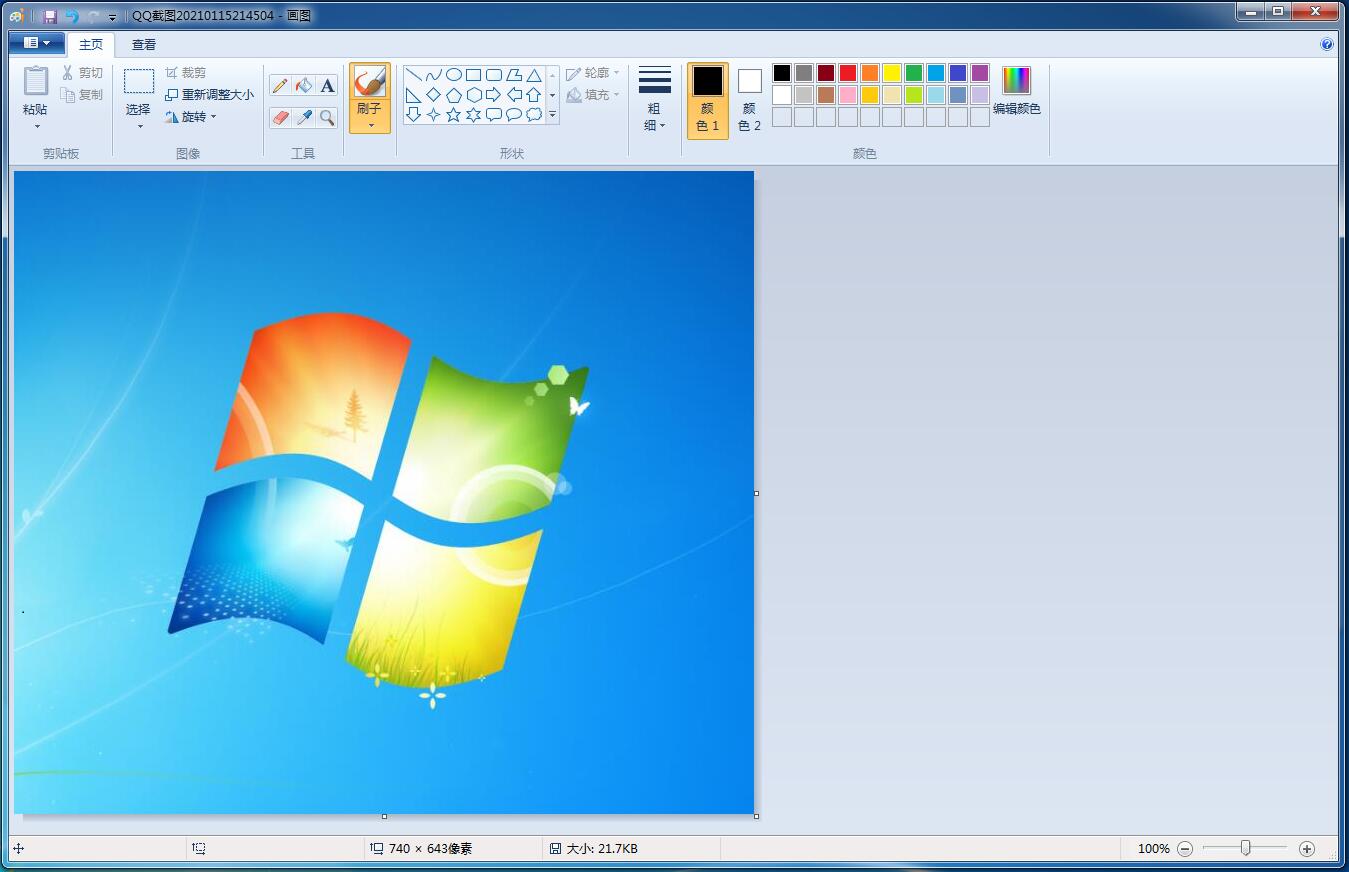 QQ截图20210115214504 - 画图
主页 查看
粘贴
剪切
复制
剪贴板
选择
裁剪
重新调整大小
旋转
图像
A
工具
刷子
形状
轮廓
填充
粗
细
颜
色 1
颜
色 2
编辑颜色
颜色
740 × 643像素
大小: 21.7KB
100%